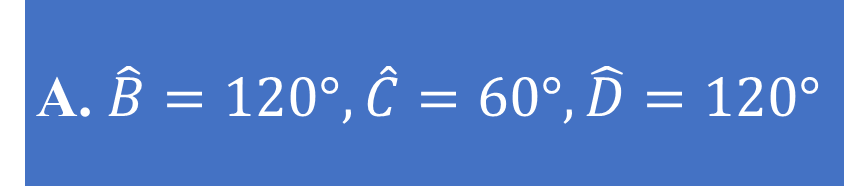 A. B̂ = 120°, Ĉ = 60°, D̂ = 120°